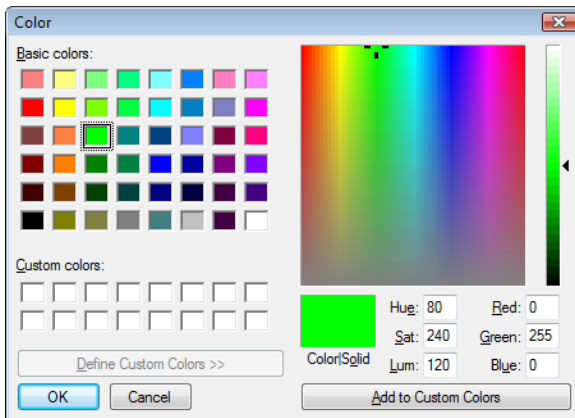 Color
Basic colors:
Custom colors:
Define Custom Colors >>
OK Cancel
Hue: 80 Red: 0
Sat: 240 Green: 255
Color|Solid Lum: 120 Blue: 0
Add to Custom Colors